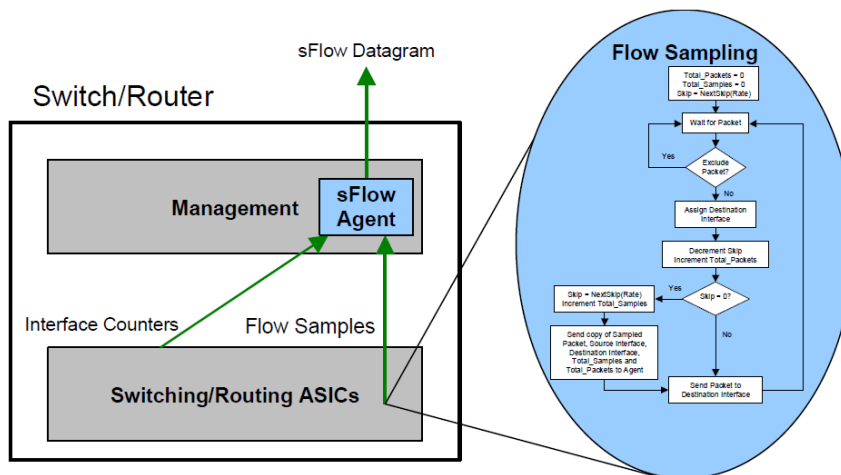 sFlow Datagram
Switch/Router
Management
sFlow
Agent
Interface Counters
Flow Samples
Switching/Routing ASICs
Flow Sampling
Total_Packets = 0
Total_Samples = 0
Skip = NextSkip(Rate)
Wait for Packet
Yes
Exclude
Packet?
No
Assign Destination
Interface
Decrement Skip
Increment Total_Packets
Yes
Skip = 0?
Skip = NextSkip(Rate)
Increment Total_Samples
Send copy of Sampled
Packet, Source Interface,
Destination Interface,
Total_Samples and
Total_Packets to Agent
No
Send Packet to
Destination Interface